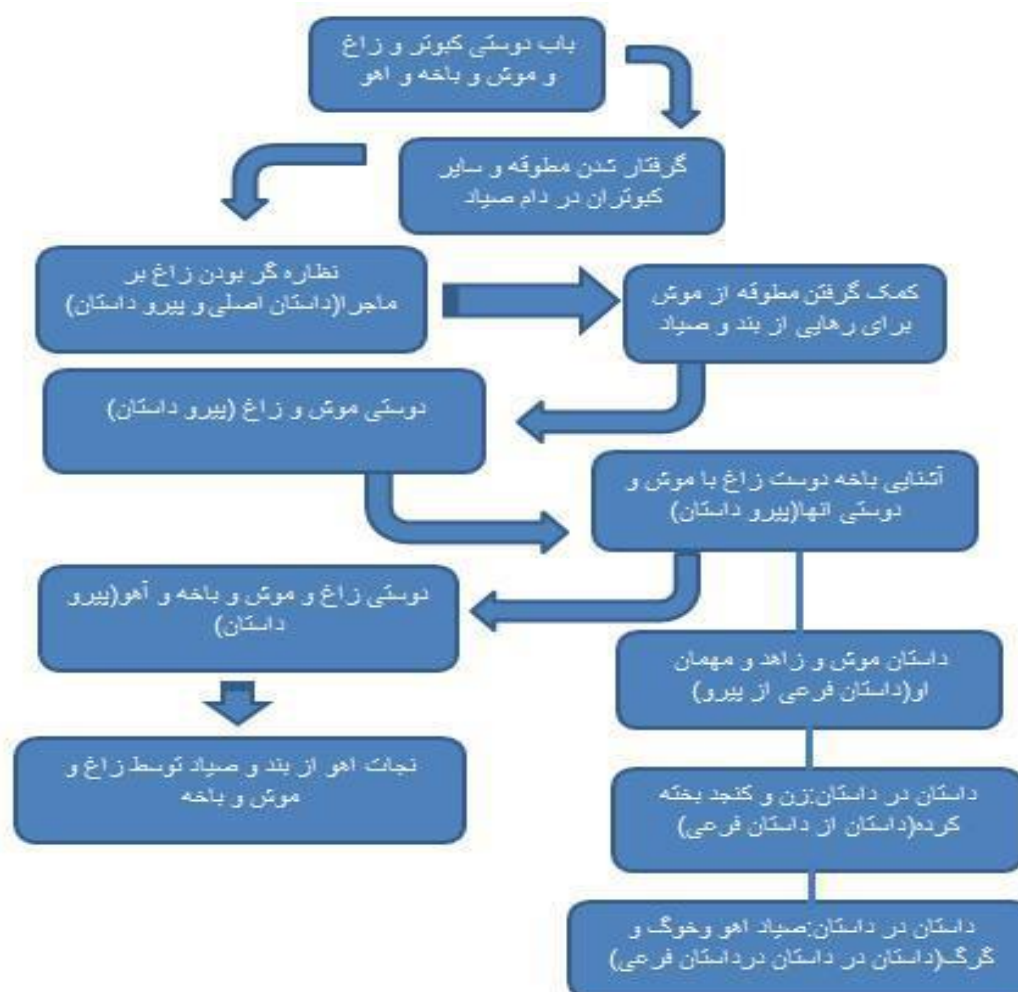 باب دوستی کبوتر و زاغ
و موش و باخه و اهو
گرفتار شدن مطوقه و سایر
کبوتران در دام صیاد
نظاره گر بودن زاغ بر
ماجرا(داستان اصلی و پیرو داستان)
کمک گرفتن مطوقه از موش
برای رهایی از بند و صیاد
دوستی موش و زاغ (پیرو داستان)
آشنایی باخه دوست زاغ با موش و
دوستی انها(پیرو داستان)
دوستی زاغ و موش و باخه و آهو(پیرو
داستان)
داستان موش و زاهد و مهمان
او(داستان فرعی از پیرو)
نجات اهو از بند و صیاد توسط زاغ و
موش و باخه
داستان در داستان:زن و کنجد بخته
کرده(داستان از داستان فرعی)
داستان در داستان:صیاد اهو وخوگ و
گرگ(داستان در داستان درداستان فرعی)